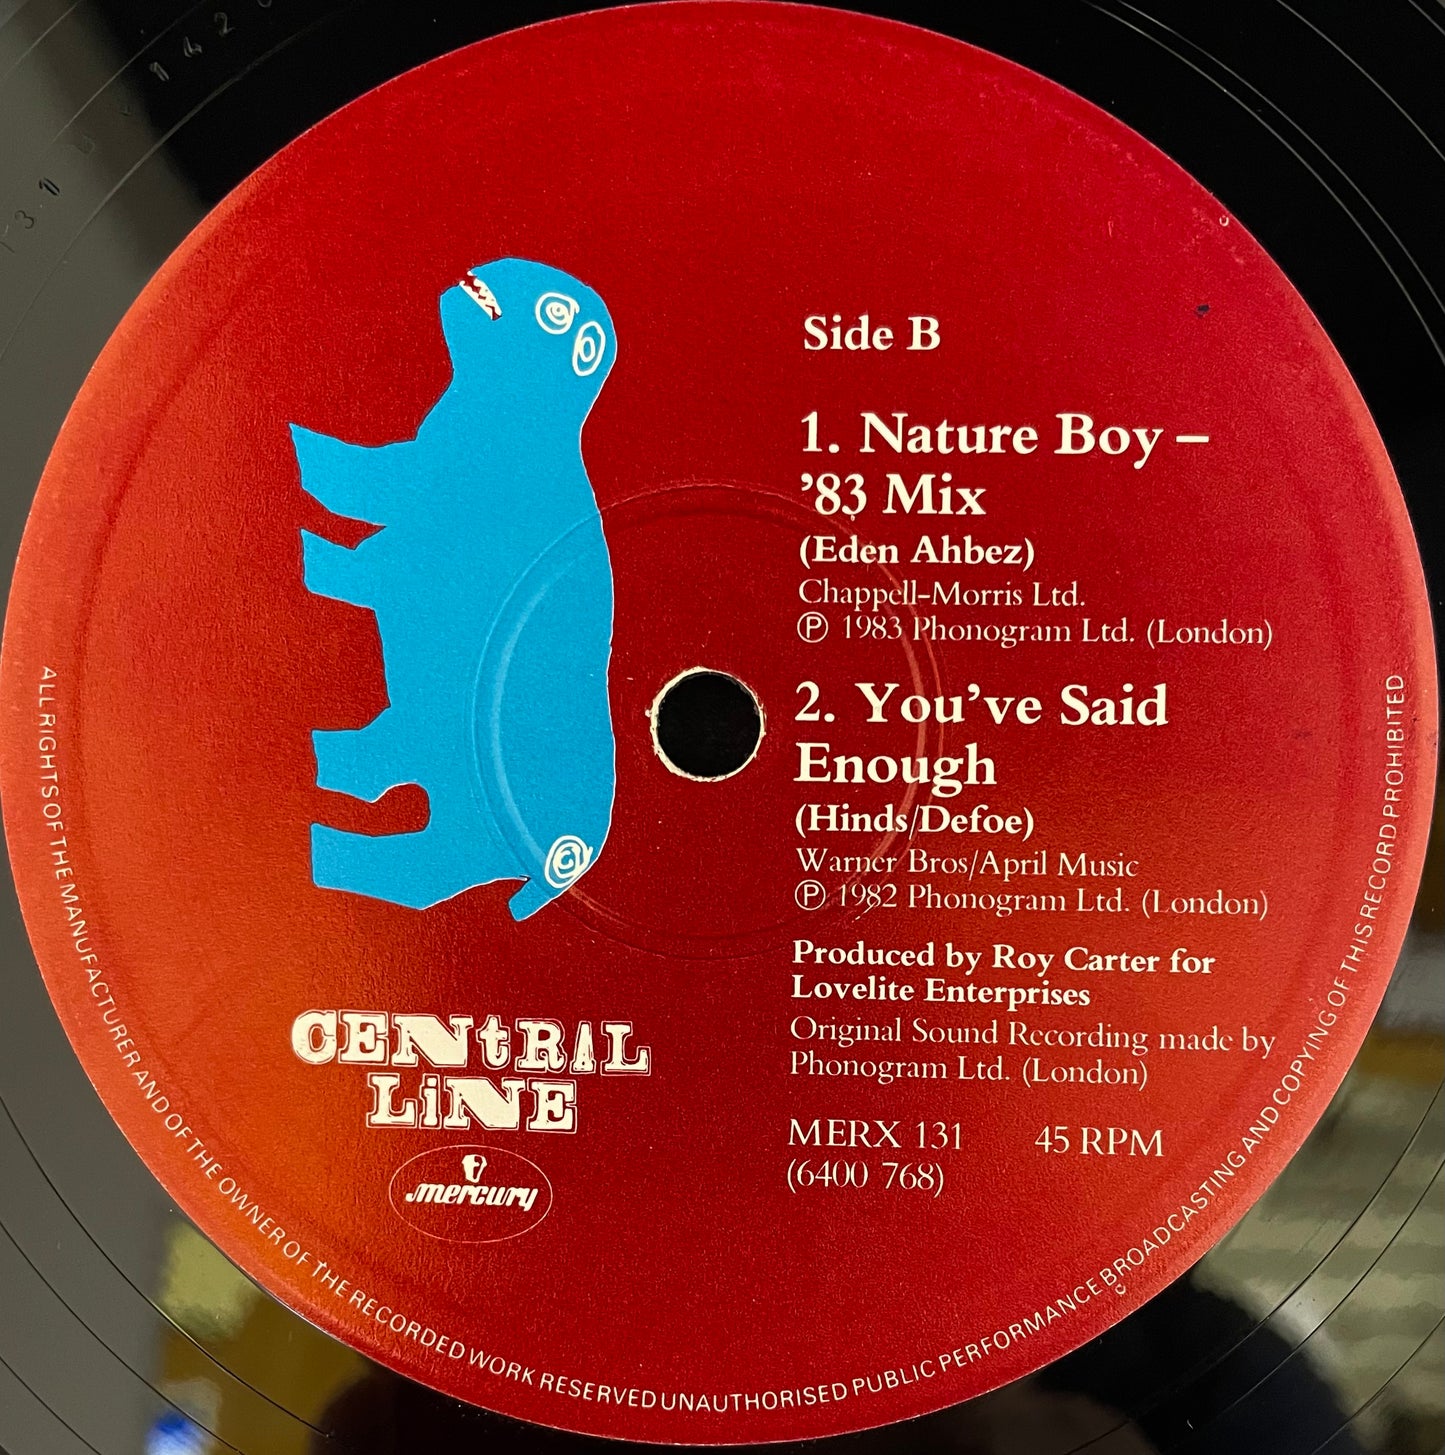 Side B
1. Nature Boy –
’83 Mix
(Eden Ahbez)
Chappell-Morris Ltd.
℗ 1983 Phonogram Ltd. (London)
2. You’ve Said
Enough
(Hinds/Defoe)
Warner Bros/April Music
℗ 1982 Phonogram Ltd. (London)
Produced by Roy Carter for
Lovelite Enterprises
Original Sound Recording made by
Phonogram Ltd. (London)
MERX 131 45 RPM
(6400 768)
CENtRAL
LiNE
mercury
ALL RIGHTS OF THE MANUFACTURER AND OF THE OWNER OF THE RECORDED WORK RESERVED UNAUTHORISED PUBLIC PERFORMANCE BROADCASTING AND COPYING OF THIS RECORD PROHIBITED